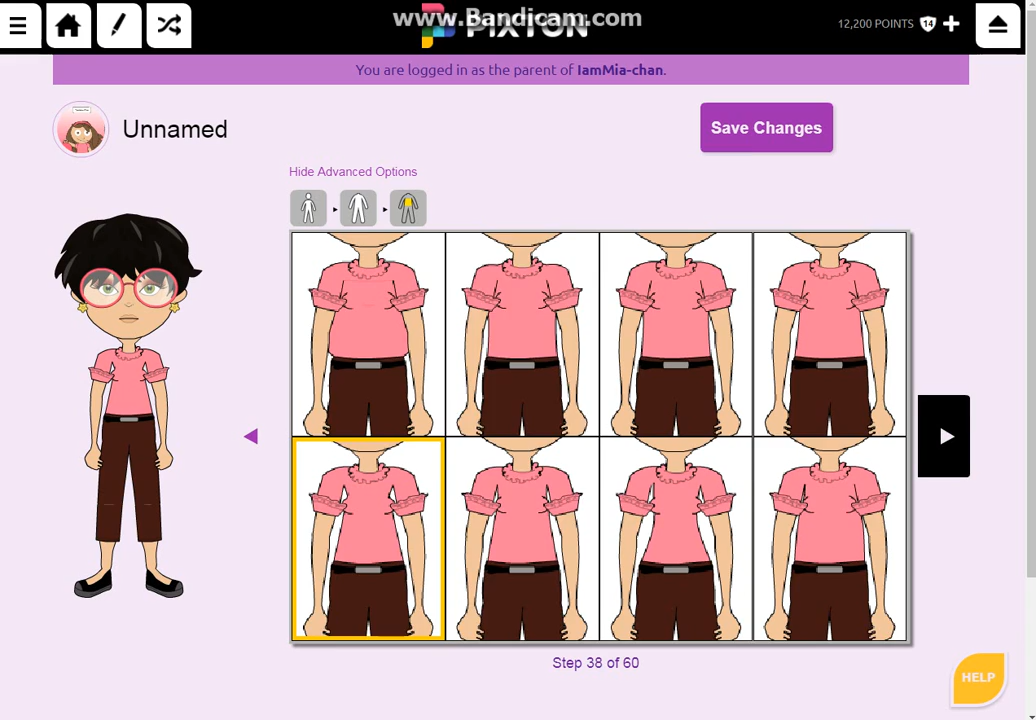 www.Bandicam.com
PIXTON
12,200 POINTS 14
You are logged in as the parent of IamMia-chan.
Unnamed
Save Changes
Hide Advanced Options
Step 38 of 60
HELP